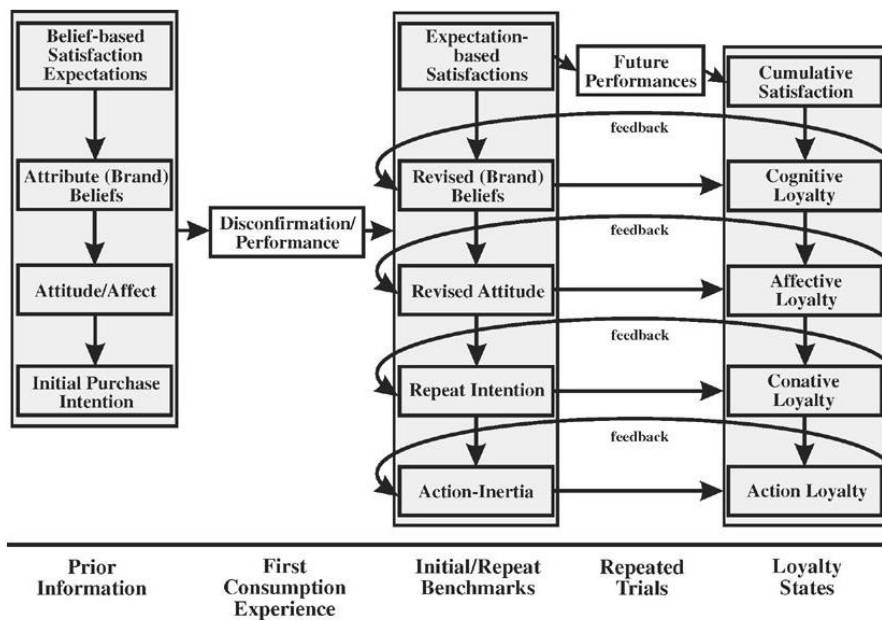 Belief-based
Satisfaction
Expectations
Attribute (Brand)
Beliefs
Attitude/Affect
Initial Purchase
Intention
Disconfirmation/
Performance
Expectation-
based
Satisfactions
Revised (Brand)
Beliefs
Revised Attitude
Repeat Intention
Action-Inertia
Future
Performances
feedback
feedback
feedback
feedback
Cumulative
Satisfaction
Cognitive
Loyalty
Affective
Loyalty
Conative
Loyalty
Action Loyalty
Prior
Information
First
Consumption
Experience
Initial/Repeat
Benchmarks
Repeated
Trials
Loyalty
States